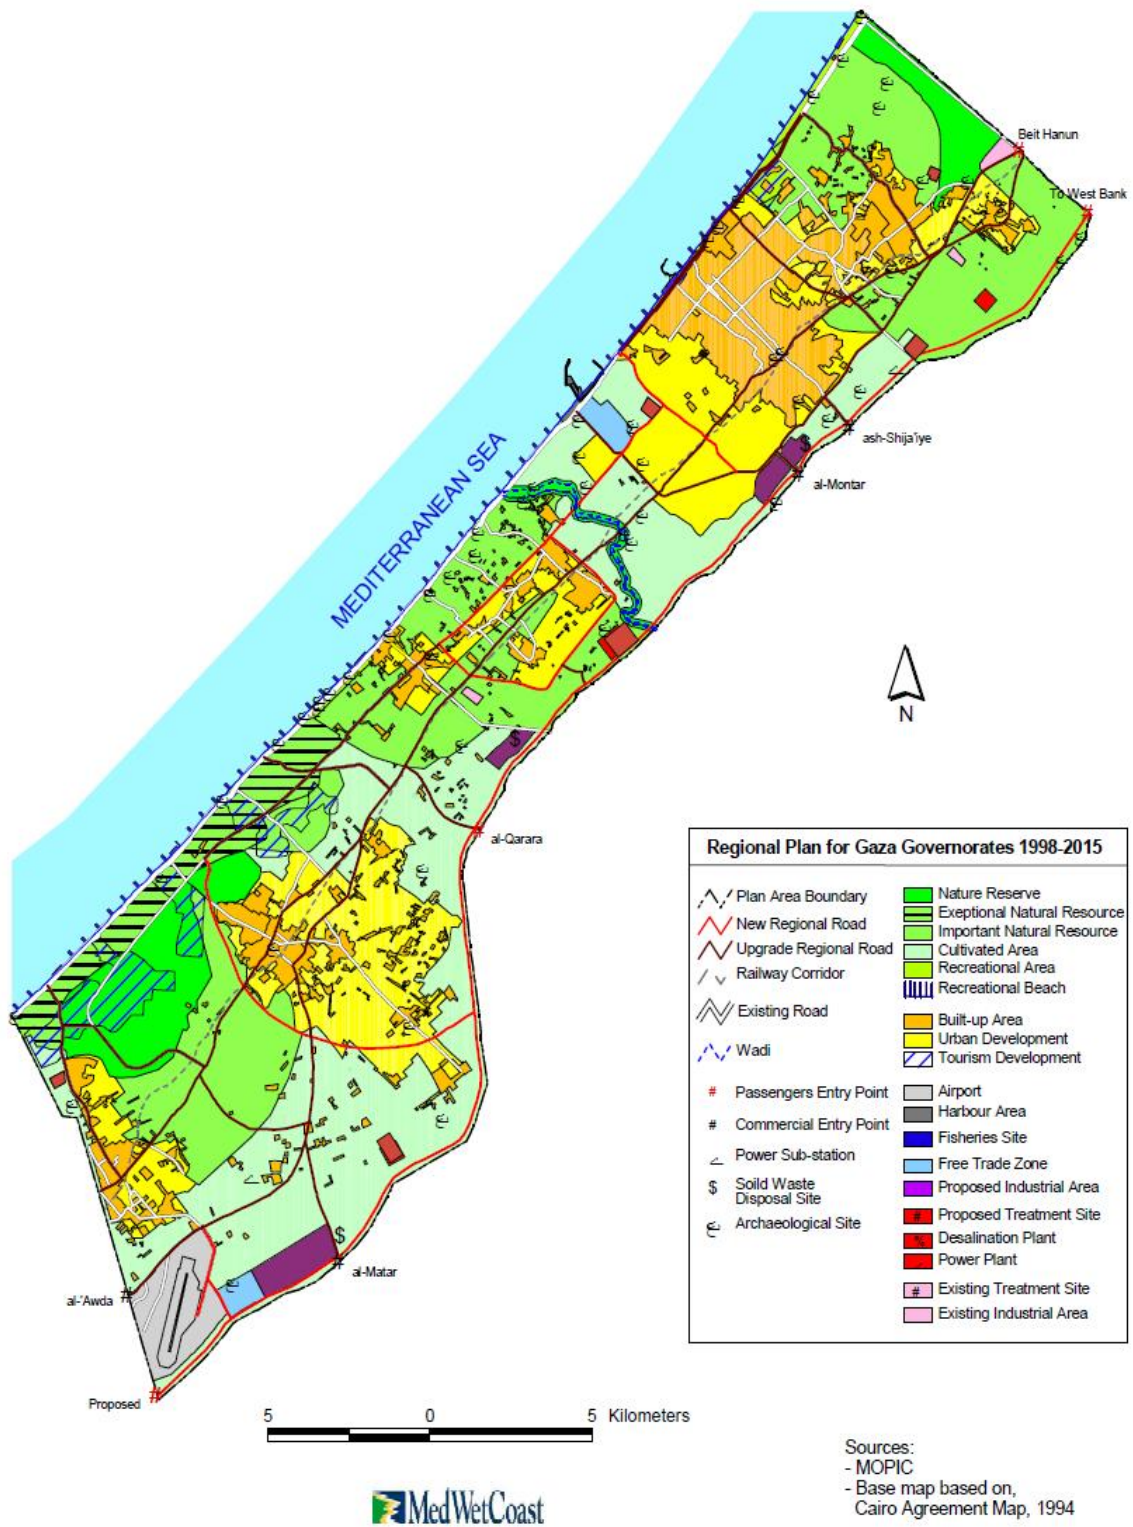 Beit Hanun
To West Bank
ash-Shija'iye
al-Montar
MEDITERRANEAN SEA
N
al-Qarara
Regional Plan for Gaza Governorates 1998-2015
Plan Area Boundary
New Regional Road
Upgrade Regional Road
Railway Corridor
Existing Road
Wadi
# Passengers Entry Point
# Commercial Entry Point
Power Sub-station
$ Soild Waste
Disposal Site
Archaeological Site
Nature Reserve
Exeptional Natural Resource
Important Natural Resource
Cultivated Area
Recreational Area
Recreational Beach
Built-up Area
Urban Development
Tourism Development
Airport
Harbour Area
Fisheries Site
Free Trade Zone
Proposed Industrial Area
# Proposed Treatment Site
Desalination Plant
Power Plant
# Existing Treatment Site
Existing Industrial Area
al-Matar
al-'Awda
Proposed
5 0 5 Kilometers
MedWetCoast
Sources:
- MOPIC
- Base map based on,
Cairo Agreement Map, 1994